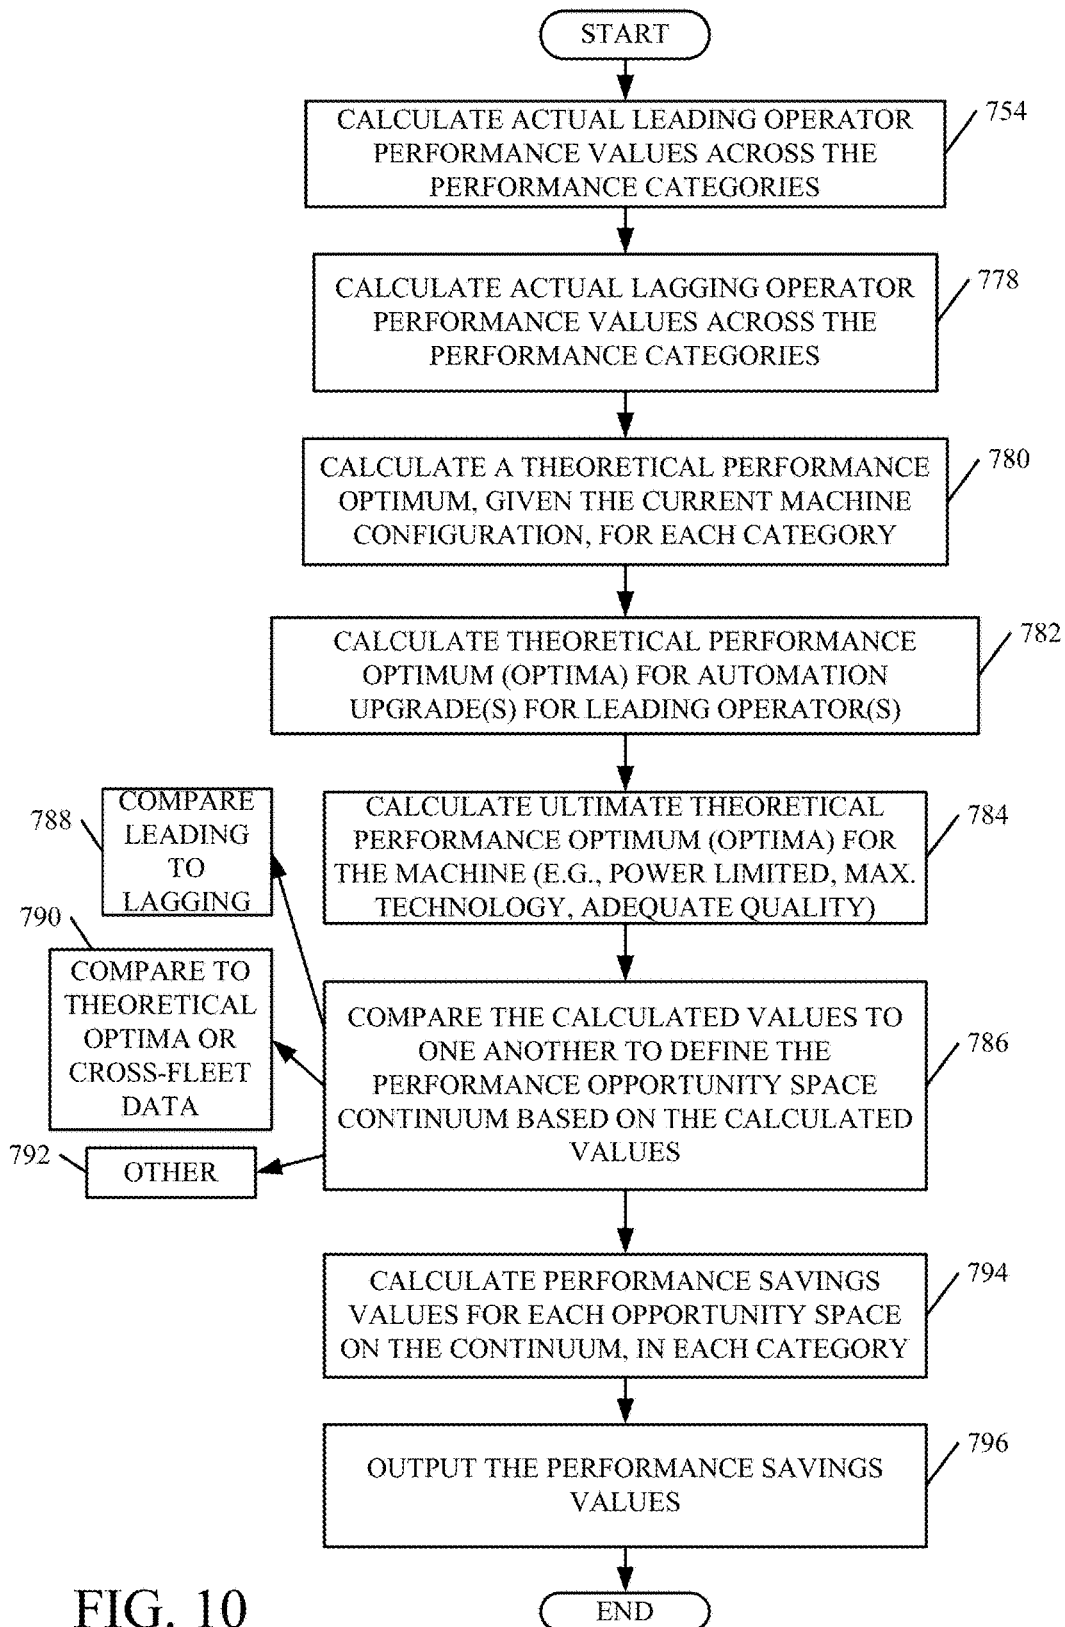 START
CALCULATE ACTUAL LEADING OPERATOR
PERFORMANCE VALUES ACROSS THE
PERFORMANCE CATEGORIES
754
CALCULATE ACTUAL LAGGING OPERATOR
PERFORMANCE VALUES ACROSS THE
PERFORMANCE CATEGORIES
778
CALCULATE A THEORETICAL PERFORMANCE
OPTIMUM, GIVEN THE CURRENT MACHINE
CONFIGURATION, FOR EACH CATEGORY
780
CALCULATE THEORETICAL PERFORMANCE
OPTIMUM (OPTIMA) FOR AUTOMATION
UPGRADE(S) FOR LEADING OPERATOR(S)
782
CALCULATE ULTIMATE THEORETICAL
PERFORMANCE OPTIMUM (OPTIMA) FOR
THE MACHINE (E.G., POWER LIMITED, MAX.
TECHNOLOGY, ADEQUATE QUALITY)
784
788
COMPARE
LEADING
TO
LAGGING
790
COMPARE TO
THEORETICAL
OPTIMA OR
CROSS-FLEET
DATA
792
OTHER
COMPARE THE CALCULATED VALUES TO
ONE ANOTHER TO DEFINE THE
PERFORMANCE OPPORTUNITY SPACE
CONTINUUM BASED ON THE CALCULATED
VALUES
786
CALCULATE PERFORMANCE SAVINGS
VALUES FOR EACH OPPORTUNITY SPACE
ON THE CONTINUUM, IN EACH CATEGORY
794
OUTPUT THE PERFORMANCE SAVINGS
VALUES
796
END
FIG. 10